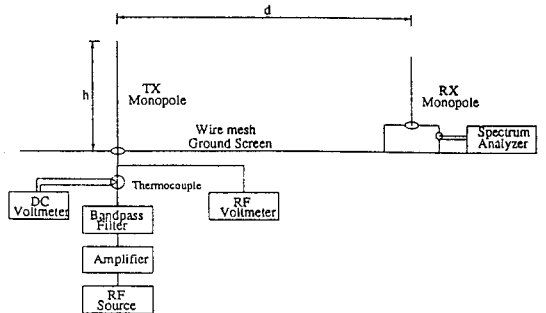 d
h
TX
Monopole
RX
Monopole
Wire mesh
Ground Screen
Spectrum
Analyzer
Thermocouple
DC
Voltmeter
RF
Voltmeter
Bandpass
Filter
Amplifier
RF
Source